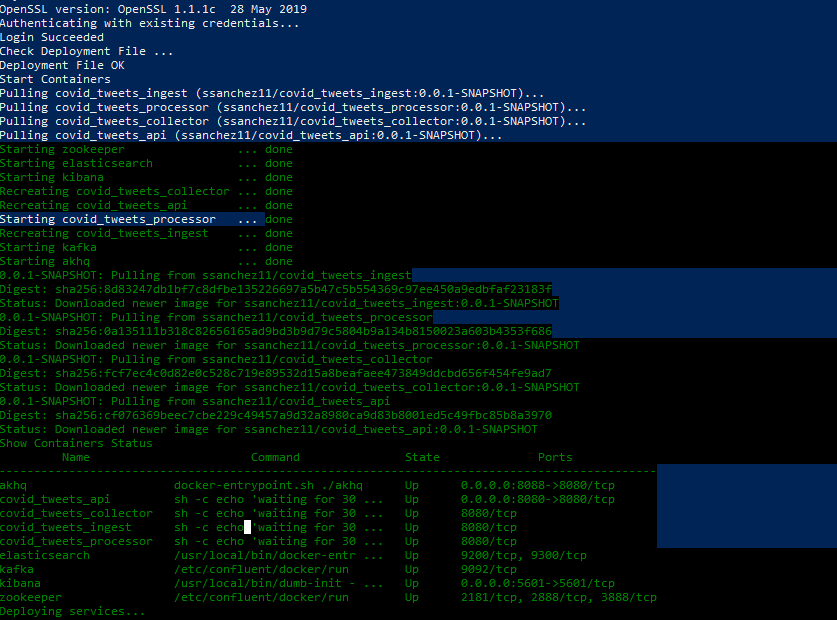 OpenSSL version: OpenSSL 1.1.1c  28 May 2019
Authenticating with existing credentials...
Login Succeeded
Check Deployment File ...
Deployment File OK
Start Containers
Pulling covid_tweets_ingest (ssanchez11/covid_tweets_ingest:0.0.1-SNAPSHOT)...
Pulling covid_tweets_processor (ssanchez11/covid_tweets_processor:0.0.1-SNAPSHOT)...
Pulling covid_tweets_collector (ssanchez11/covid_tweets_collector:0.0.1-SNAPSHOT)...
Pulling covid_tweets_api (ssanchez11/covid_tweets_api:0.0.1-SNAPSHOT)...
Starting zookeeper                ... done
Starting elasticsearch            ... done
Starting kibana                   ... done
Recreating covid_tweets_collector ... done
Recreating covid_tweets_api       ... done
Starting covid_tweets_processor   ... done
Recreating covid_tweets_ingest    ... done
Starting kafka                    ... done
Starting akhq                     ... done
0.0.1-SNAPSHOT: Pulling from ssanchez11/covid_tweets_ingest
Digest: sha256:8d83247db1bf7c8dfbe135226697a5b47c5b554369c97ee450a9edbfaf23183f
Status: Downloaded newer image for ssanchez11/covid_tweets_ingest:0.0.1-SNAPSHOT
0.0.1-SNAPSHOT: Pulling from ssanchez11/covid_tweets_processor
Digest: sha256:0a135111b318c82656165ad9bd3b9d79c5804b9a134b8150023a603b4353f686
Status: Downloaded newer image for ssanchez11/covid_tweets_processor:0.0.1-SNAPSHOT
0.0.1-SNAPSHOT: Pulling from ssanchez11/covid_tweets_collector
Digest: sha256:fcf7ec4c0d82e0c528c719e89532d15a8beafaee473849ddcbd656f454fe9ad7
Status: Downloaded newer image for ssanchez11/covid_tweets_collector:0.0.1-SNAPSHOT
0.0.1-SNAPSHOT: Pulling from ssanchez11/covid_tweets_api
Digest: sha256:cf076369beec7cbe229c49457a9d32a8980ca9d83b8001ed5c49fbc85b8a3970
Status: Downloaded newer image for ssanchez11/covid_tweets_api:0.0.1-SNAPSHOT
Show Containers Status
Name                       Command               State              Ports
---------------------------------------------------------------------------------------------
akhq                     docker-entrypoint.sh ./akhq      Up      0.0.0.0:8088->8080/tcp
covid_tweets_api         sh -c echo 'waiting for 30 ...   Up      0.0.0.0:8080->8080/tcp
covid_tweets_collector   sh -c echo 'waiting for 30 ...   Up      8080/tcp
covid_tweets_ingest      sh -c echo 'waiting for 30 ...   Up      8080/tcp
covid_tweets_processor   sh -c echo 'waiting for 30 ...   Up      8080/tcp
elasticsearch            /usr/local/bin/docker-entr ...   Up      9200/tcp, 9300/tcp
kafka                    /etc/confluent/docker/run        Up      9092/tcp
kibana                   /usr/local/bin/dumb-init - ...   Up      0.0.0.0:5601->5601/tcp
zookeeper                /etc/confluent/docker/run        Up      2181/tcp, 2888/tcp, 3888/tcp
Deploying services...